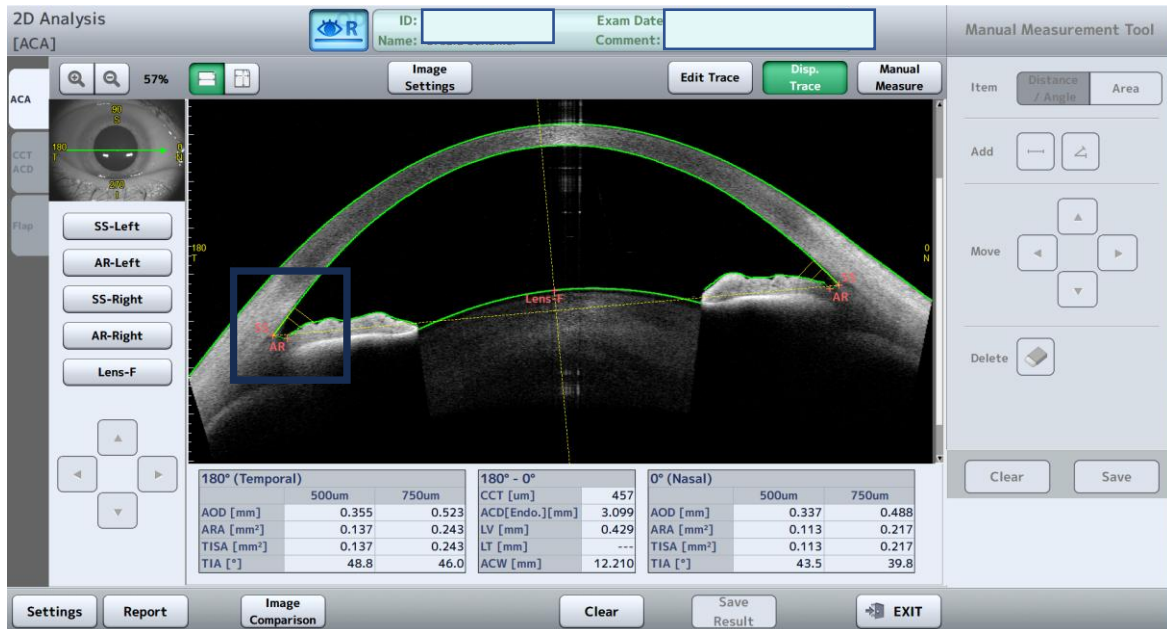 2D Analysis
[ACA]
R
ID:
Name:
Exam Date
Comment:
Manual Measurement Tool
57%
Image
Settings
Edit Trace
Disp.
Trace
Manual
Measure
ACA
CCT
ACD
Flap
90
S
180
T
0
N
270
I
SS-Left
AR-Left
SS-Right
AR-Right
Lens-F
180
T
0
N
SS
AR
Lens-F
SS
AR
Item
Distance
/ Angle
Area
Add
Move
Delete
Clear
Save
180° (Temporal)
500um 750um
AOD [mm] 0.355 0.523
ARA [mm²] 0.137 0.243
TISA [mm²] 0.137 0.243
TIA [°] 48.8 46.0
180° - 0°
CCT [um] 457
ACD[Endo.][mm] 3.099
LV [mm] 0.429
LT [mm] ---
ACW [mm] 12.210
0° (Nasal)
500um 750um
AOD [mm] 0.337 0.488
ARA [mm²] 0.113 0.217
TISA [mm²] 0.113 0.217
TIA [°] 43.5 39.8
Settings
Report
Image
Comparison
Clear
Save
Result
EXIT